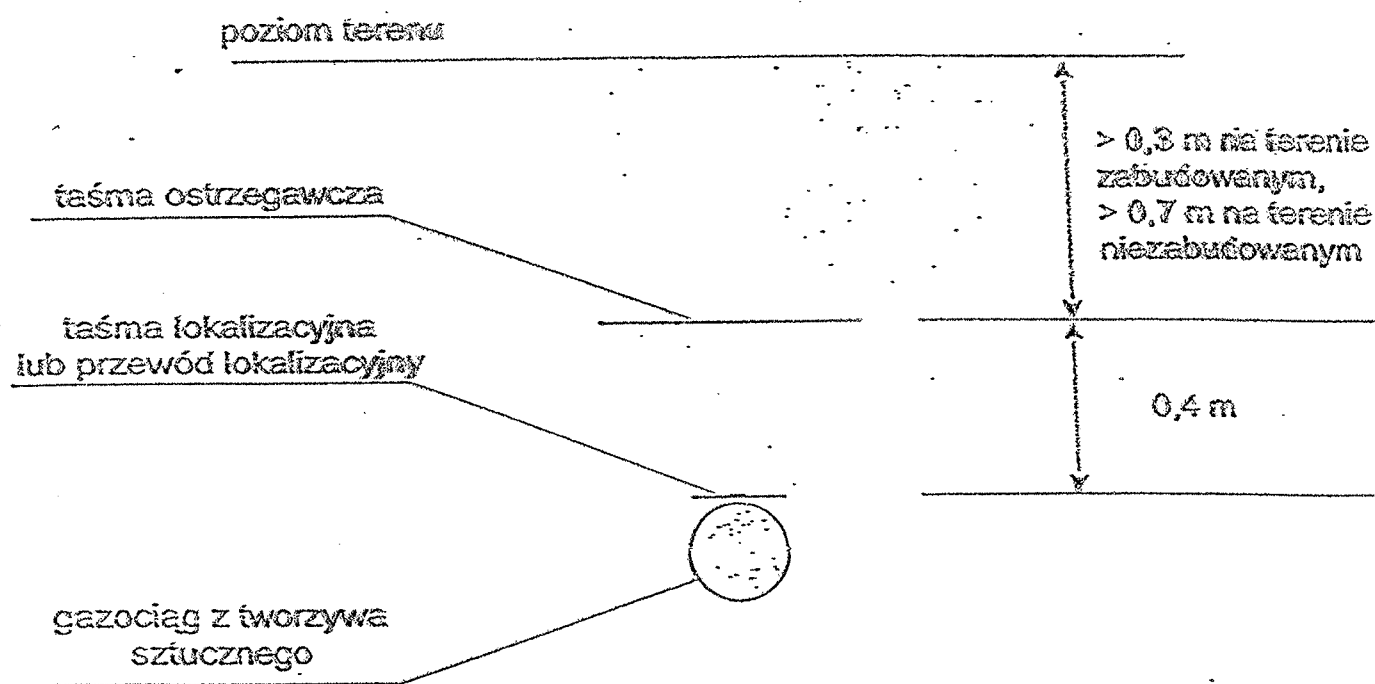 poziom terenu
> 0,3 m na terenie
zabudowanym,
> 0,7 m na terenie
niezabudowanym
taśma ostrzegawcza
taśma lokalizacyjna
lub przewód lokalizacyjny
0,4 m
gazociąg z tworzywa
sztucznego